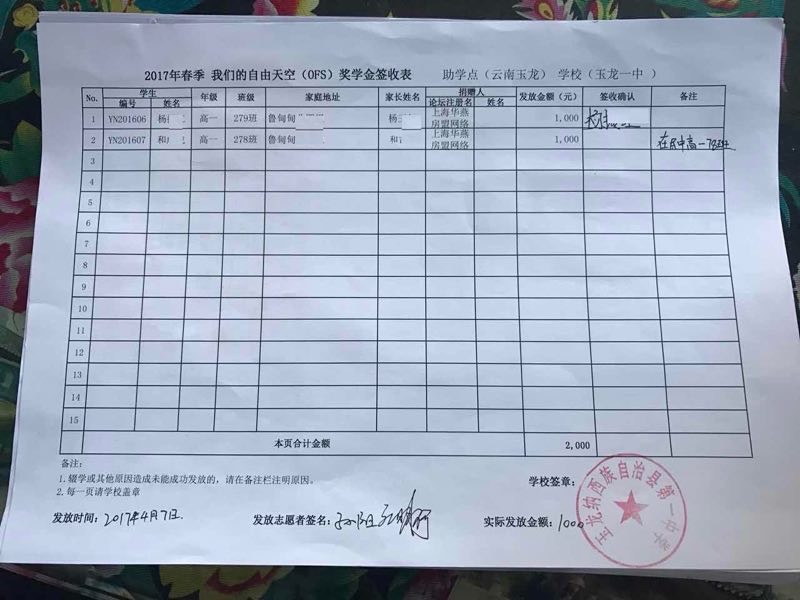 2017年春季 我们的自由天空（OFS）奖学金签收表 助学点（云南玉龙） 学校（玉龙一中 ）
No. 学生 年级 班级 家庭地址 家长姓名 捐赠人 发放金额（元） 签收确认 备注
编号 姓名 论坛注册名 姓名
1 YN201606 杨 高一 279班 鲁甸甸 杨 上海华燕 1,000
房盟网络
2 YN201607 和 高一 278班 鲁甸甸 和 上海华燕 1,000
房盟网络
3
4
5
6
7
8
9
10
11
12
13
14
15
本页合计金额 2,000
备注：
1.辍学或其他原因造成未能成功发放的，请在备注栏注明原因。
2.每一页请学校盖章
学校签章：
玉龙纳西族自治县第一中学
发放时间：2017年4月7日. 发放志愿者签名： 实际发放金额：1000